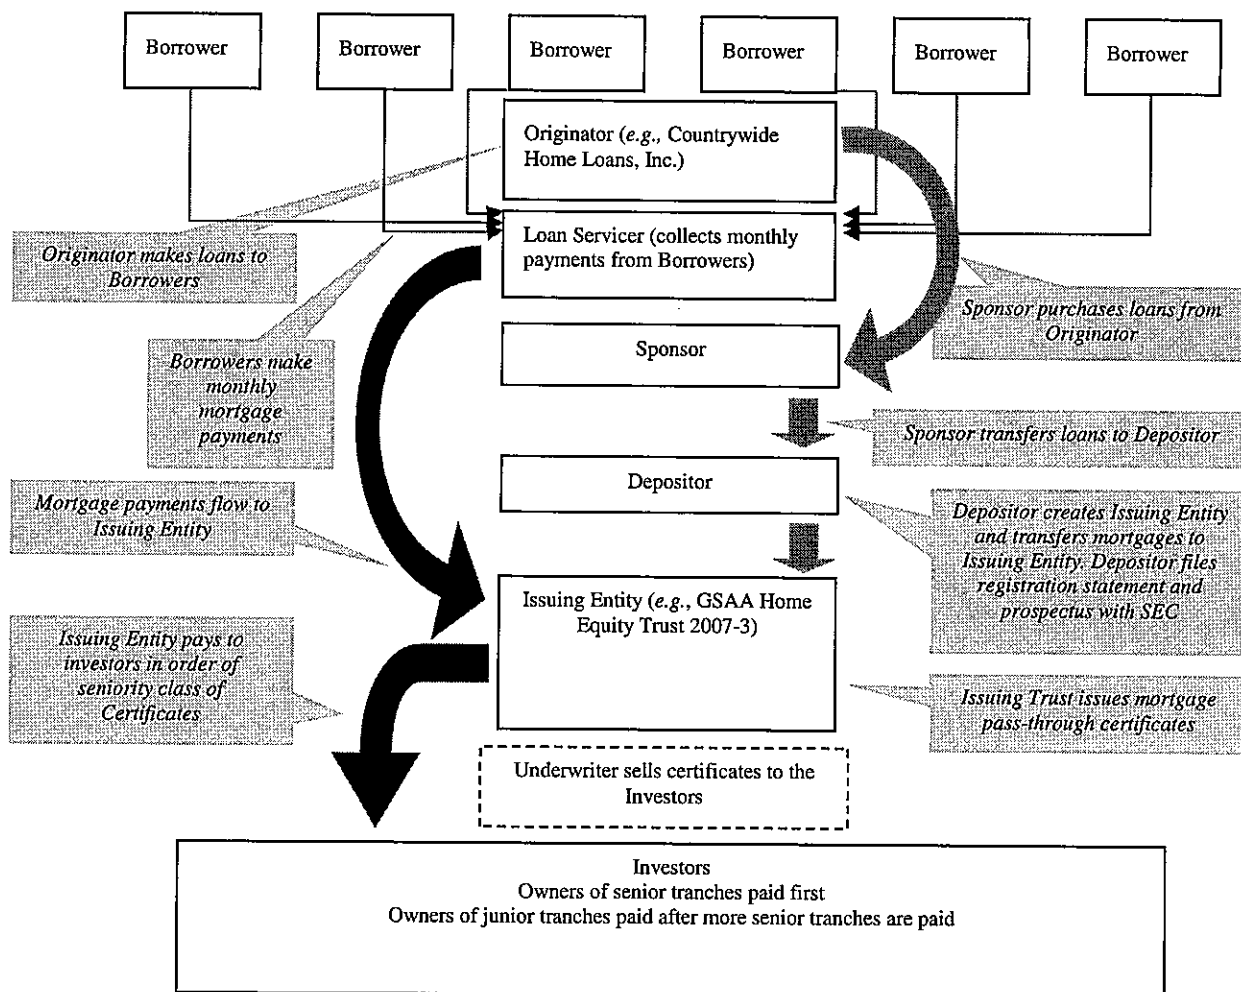 Borrower
Borrower
Borrower
Borrower
Borrower
Borrower
Originator (e.g., Countrywide
Home Loans, Inc.)
Originator makes loans to
Borrowers
Loan Servicer (collects monthly
payments from Borrowers)
Sponsor purchases loans from
Originator
Borrowers make
monthly
mortgage
payments
Sponsor
Sponsor transfers loans to Depositor
Mortgage payments flow to
Issuing Entity
Depositor
Depositor creates Issuing Entity
and transfers mortgages to
Issuing Entity. Depositor files
registration statement and
prospectus with SEC
Issuing Entity (e.g., GSAA Home
Equity Trust 2007-3)
Issuing Entity pays to
investors in order of
seniority class of
Certificates
Issuing Trust issues mortgage
pass-through certificates
Underwriter sells certificates to the
Investors
Investors
Owners of senior tranches paid first
Owners of junior tranches paid after more senior tranches are paid